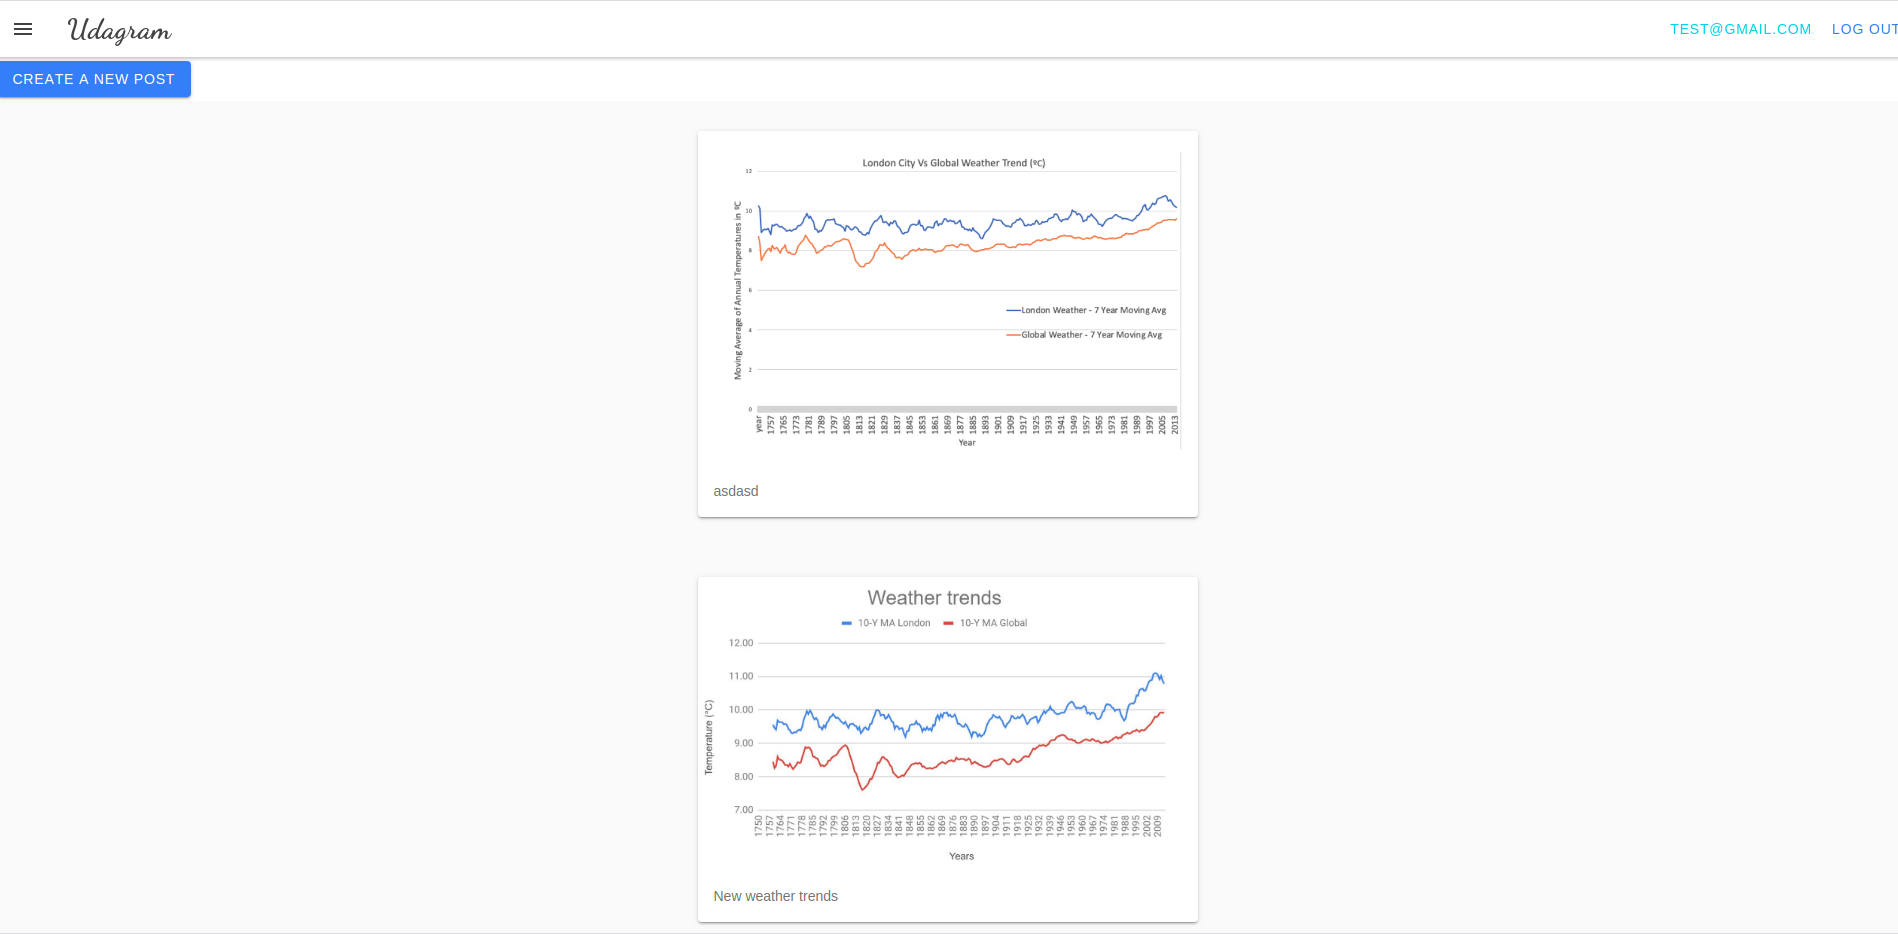 Udagram
TEST@GMAIL.COM
LOG OUT
CREATE A NEW POST
London City Vs Global Weather Trend (ºC)
12
10
8
6
4
2
0
Moving Average of Annual Temperatures in ºC
London Weather - 7 Year Moving Avg
Global Weather - 7 Year Moving Avg
year 1757 1765 1773 1781 1789 1797 1805 1813 1821 1829 1837 1845 1853 1861 1869 1877 1885 1893 1901 1909 1917 1925 1933 1941 1949 1957 1965 1973 1981 1989 1997 2005 2013
Year
asdasd
Weather trends
10-Y MA London 10-Y MA Global
12.00
11.00
10.00
9.00
8.00
7.00
Temperature (°C)
1750 1757 1764 1771 1778 1785 1792 1799 1806 1813 1820 1827 1834 1841 1848 1855 1862 1869 1876 1883 1890 1897 1904 1911 1918 1925 1932 1939 1946 1953 1960 1967 1974 1981 1988 1995 2002 2009
Years
New weather trends